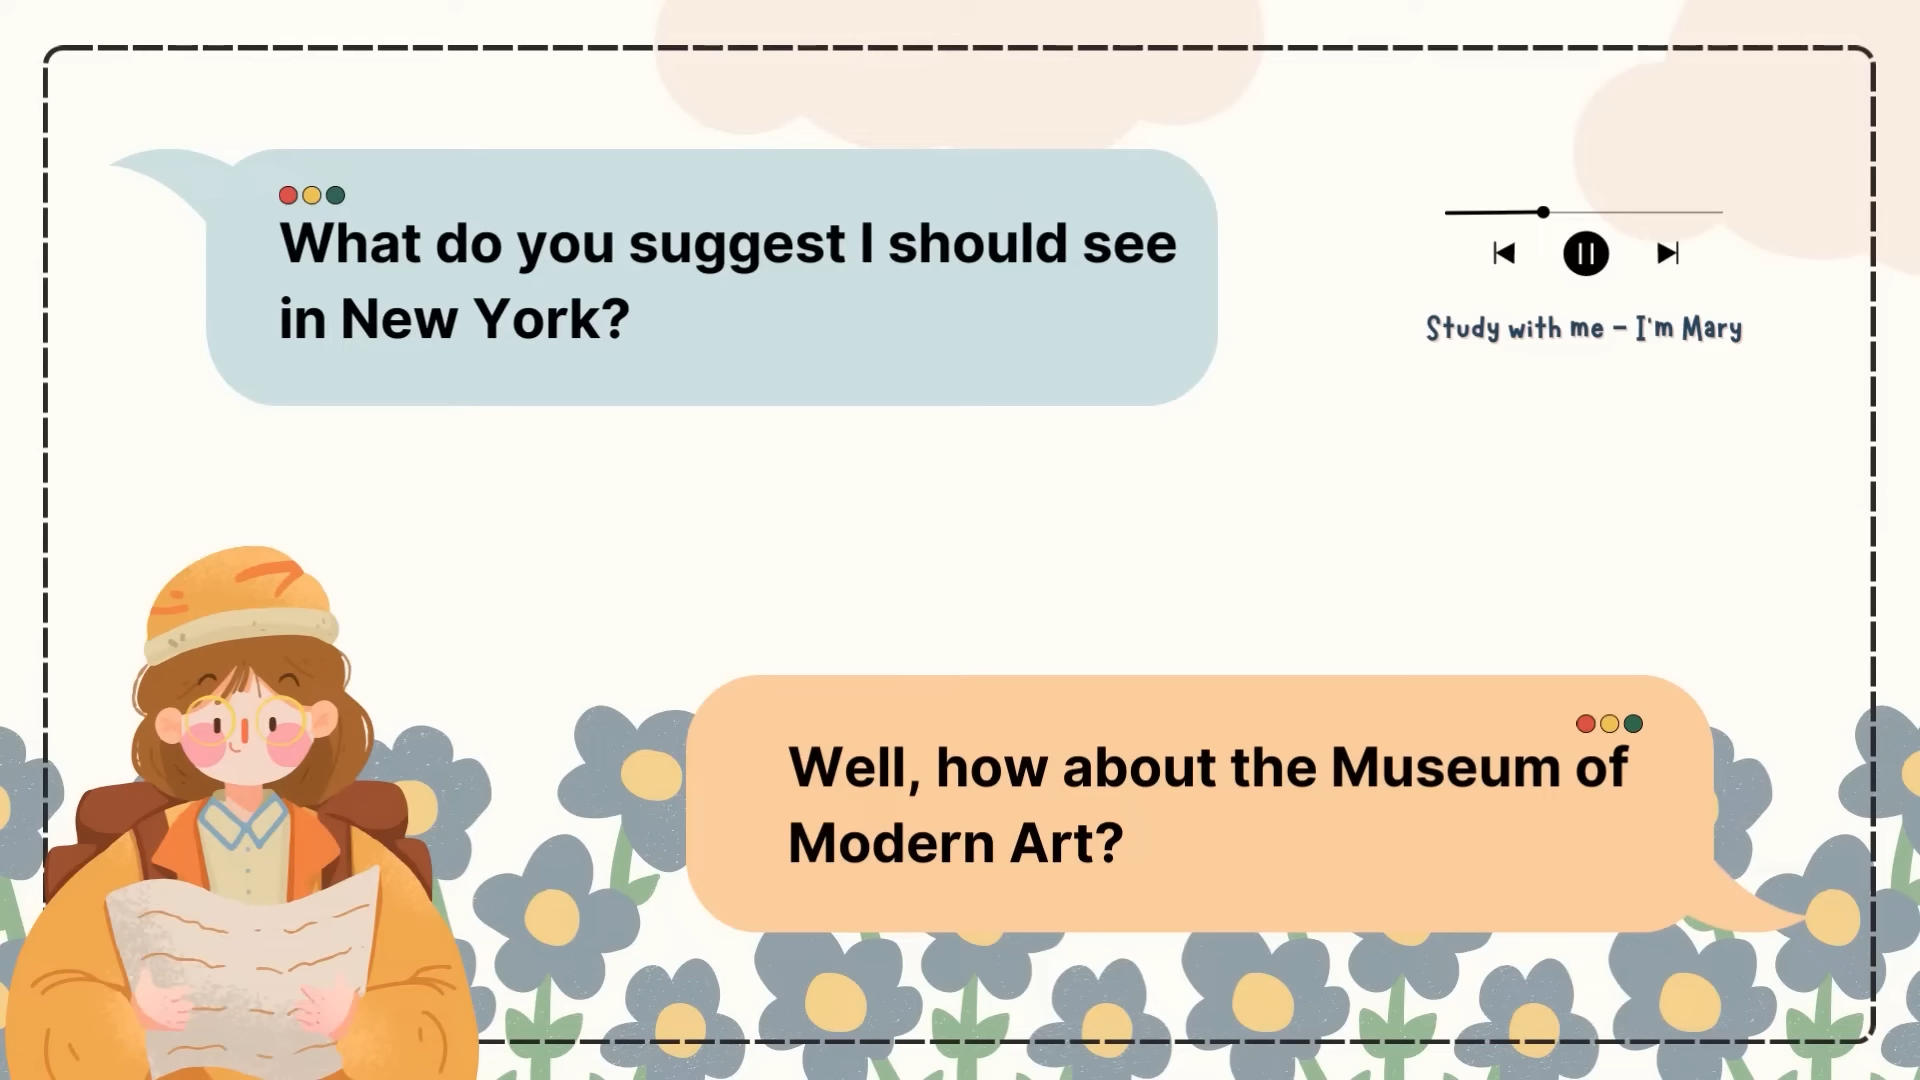 What do you suggest I should see
in New York?
Study with me - I'm Mary
Well, how about the Museum of
Modern Art?